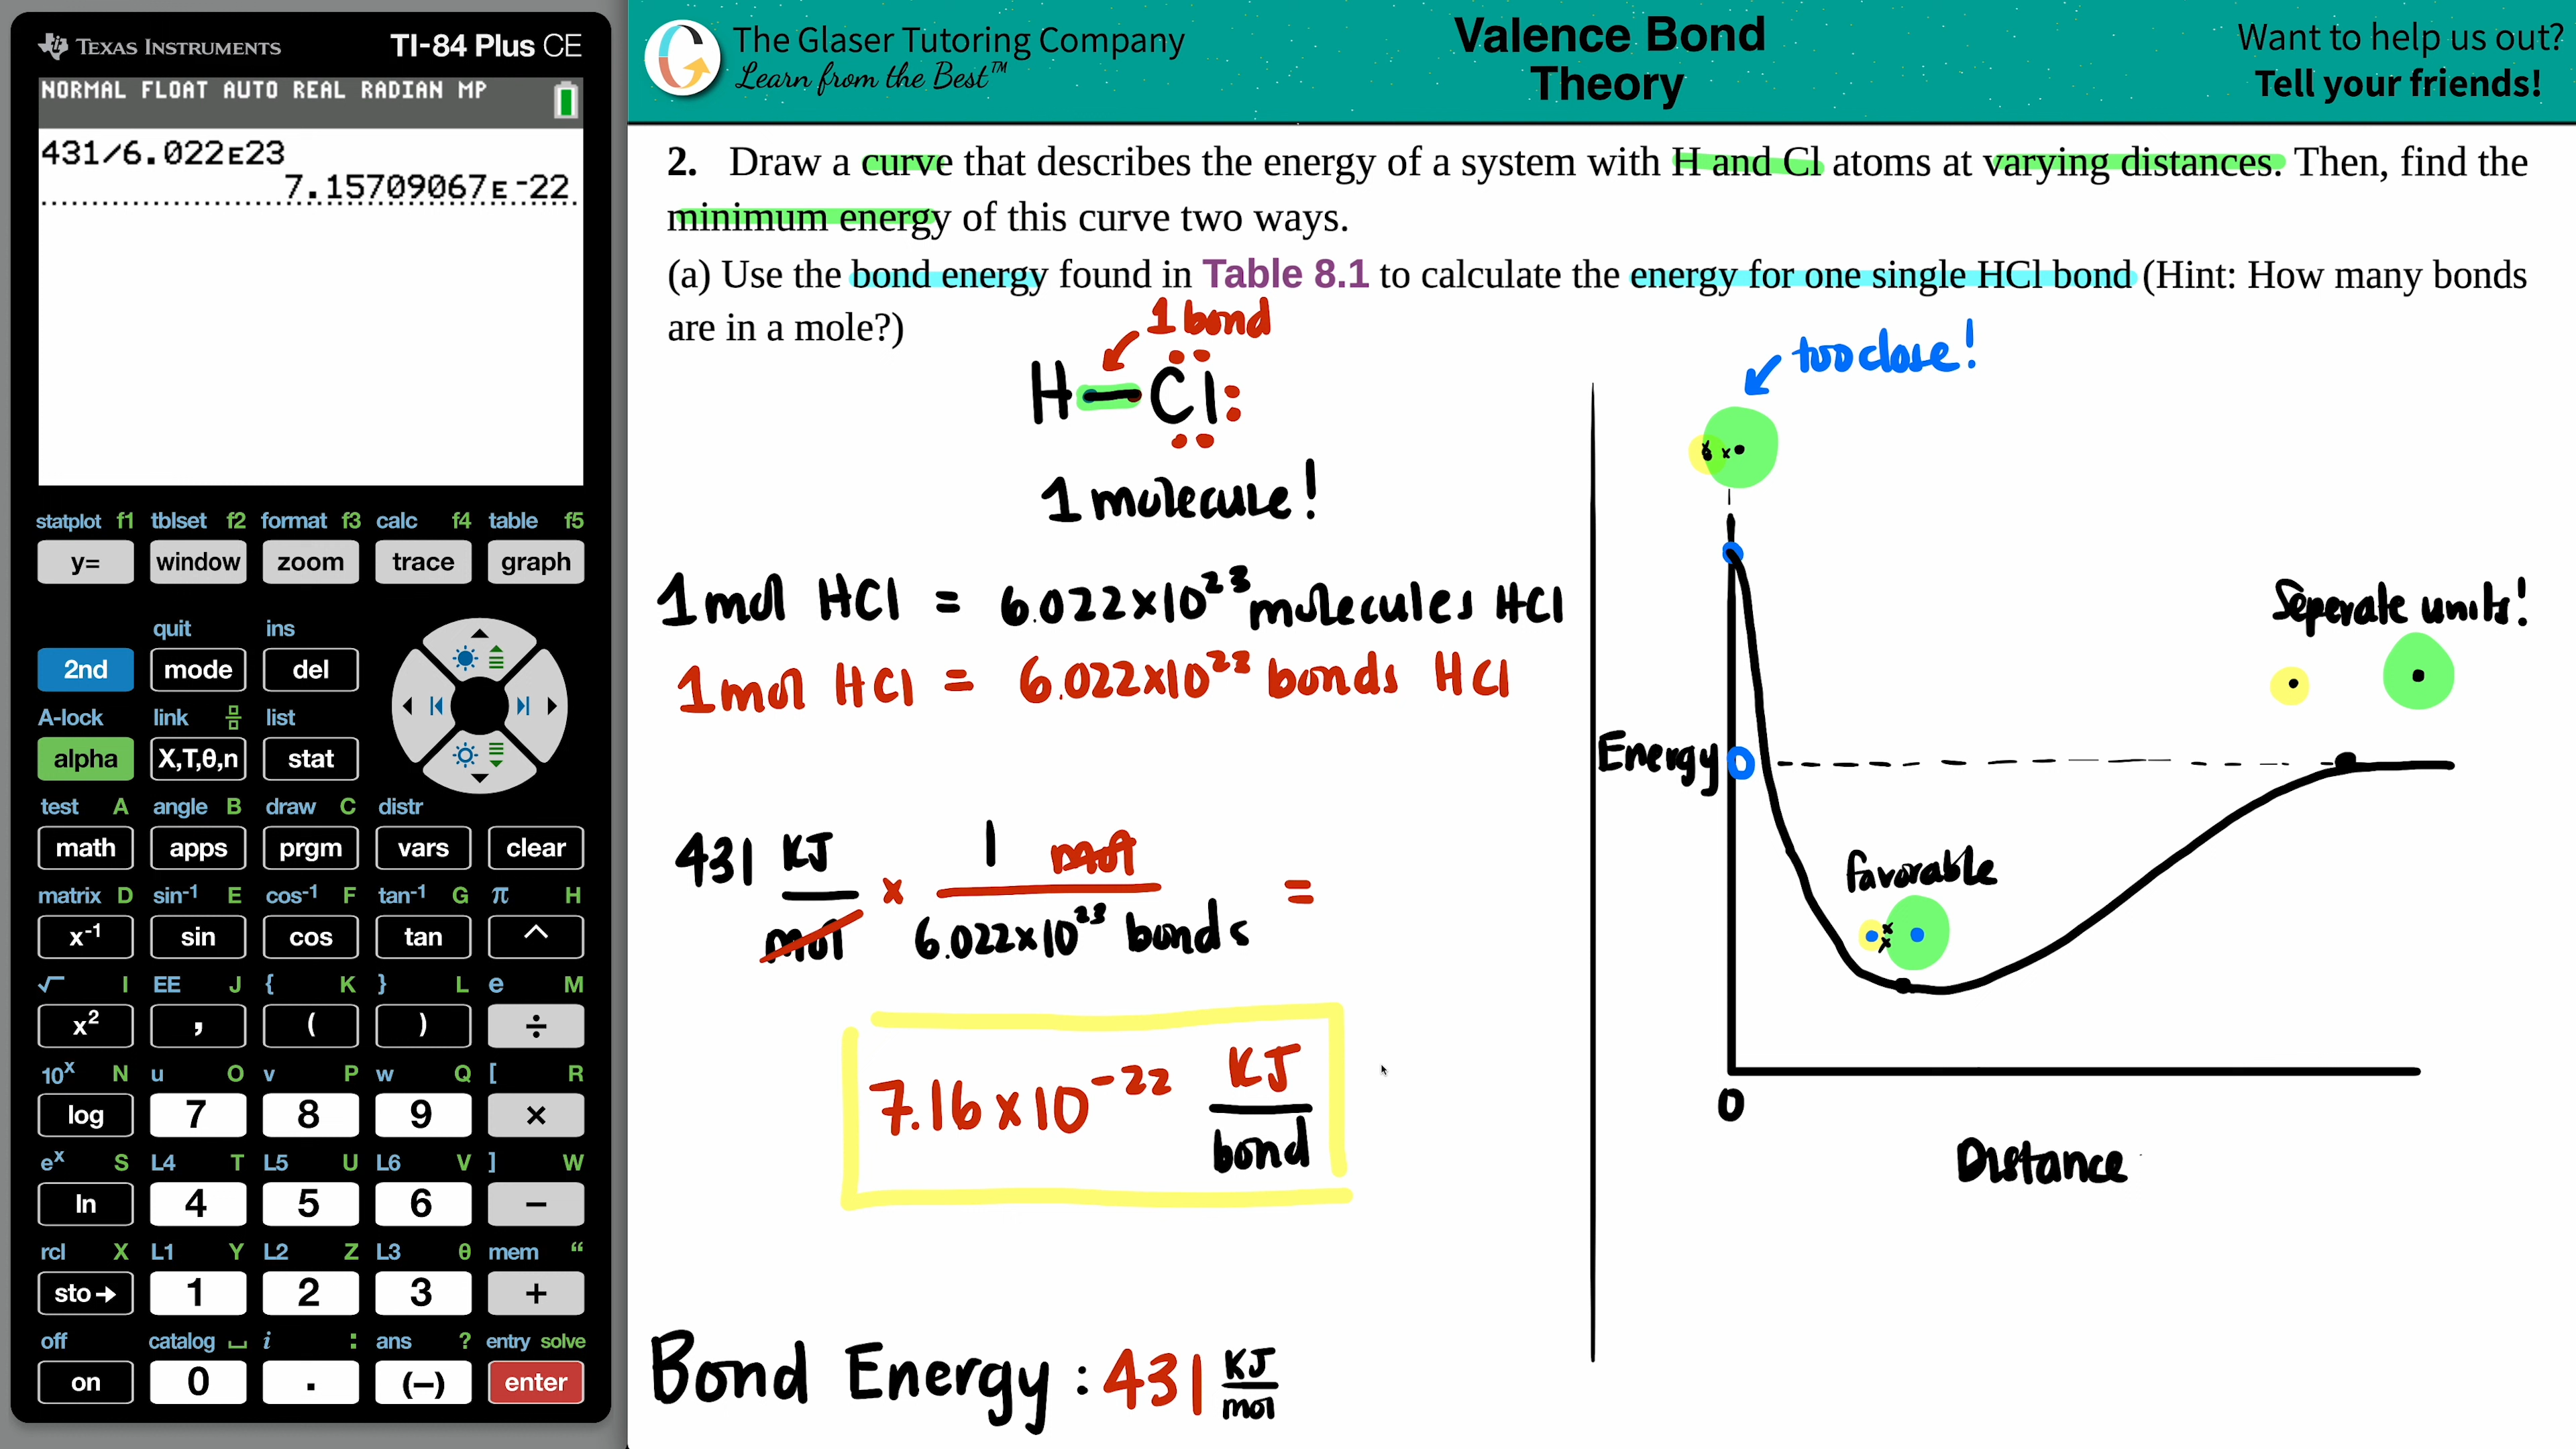 TEXAS INSTRUMENTS TI-84 Plus CE
NORMAL FLOAT AUTO REAL RADIAN MP
431/6.022E23
7.15709067E-22
statplot f1 tblset f2 format f3 calc f4 table f5
y= window zoom trace graph
quit ins
2nd mode del
A-lock link list
alpha X,T,θ,n stat
test A angle B draw C distr
math apps prgm vars clear
matrix D sin-1 E cos-1 F tan-1 G π H
x-1 sin cos tan ^
√ I EE J { K } L e M
x2 , ( ) ÷
10x N u O v P w Q [ R
log 7 8 9 ×
ex S L4 T L5 U L6 V ] W
ln 4 5 6 −
rcl X L1 Y L2 Z L3 θ mem “
sto→ 1 2 3 +
off catalog ⎵ i : ans ? entry solve
on 0 . (−) enter
The Glaser Tutoring Company
Learn from the Best™
Valence Bond
Theory
Want to help us out?
Tell your friends!
2. Draw a curve that describes the energy of a system with H and Cl atoms at varying distances. Then, find the
minimum energy of this curve two ways.
(a) Use the bond energy found in Table 8.1 to calculate the energy for one single HCl bond (Hint: How many bonds
are in a mole?)
1 bond
H—Cl
1 molecule!
1 mol HCl = 6.022x10²³ molecules HCl
1 mol HCl = 6.022x10²³ bonds HCl
431 KJ/mol x 1 mol/6.022x10²³ bonds =
7.16 x 10⁻²² KJ/bond
Bond Energy : 431 KJ/mol
too close!
Seperate units!
Energy 0
favorable
0
Distance